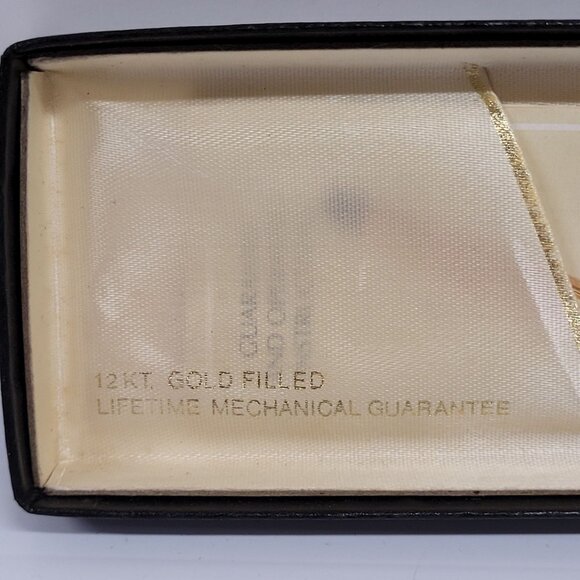 12 KT. GOLD FILLED
LIFETIME MECHANICAL GUARANTEE